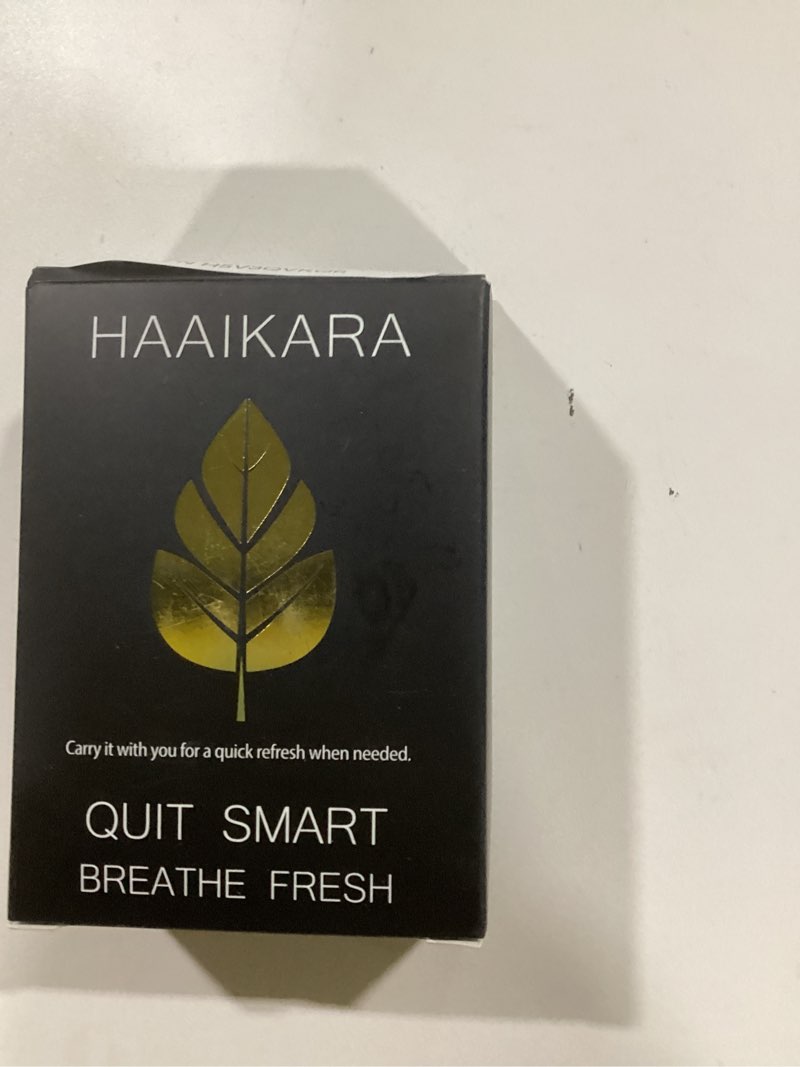 HAAIKARA
Carry it with you for a quick refresh when needed.
QUIT SMART
BREATHE FRESH